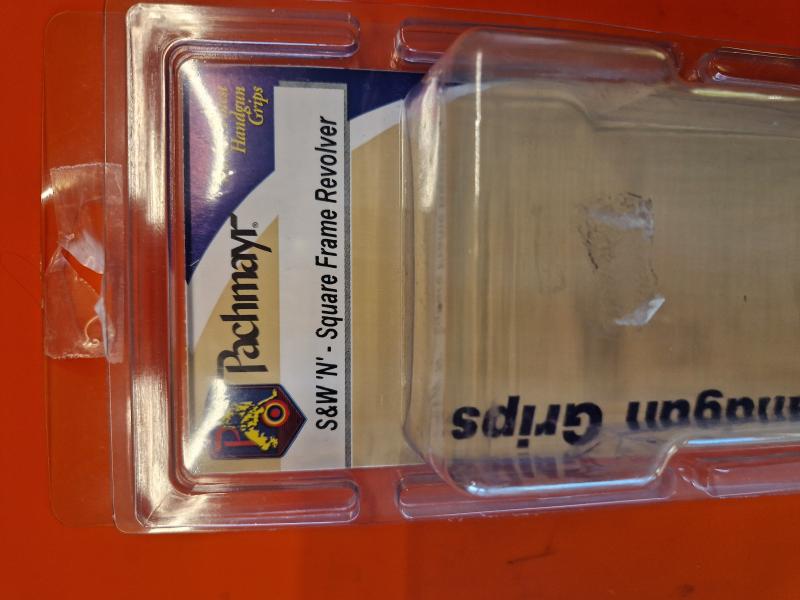 Handgun
Grips
Pachmayr®
S&W 'N' - Square Frame Revolver
Grips